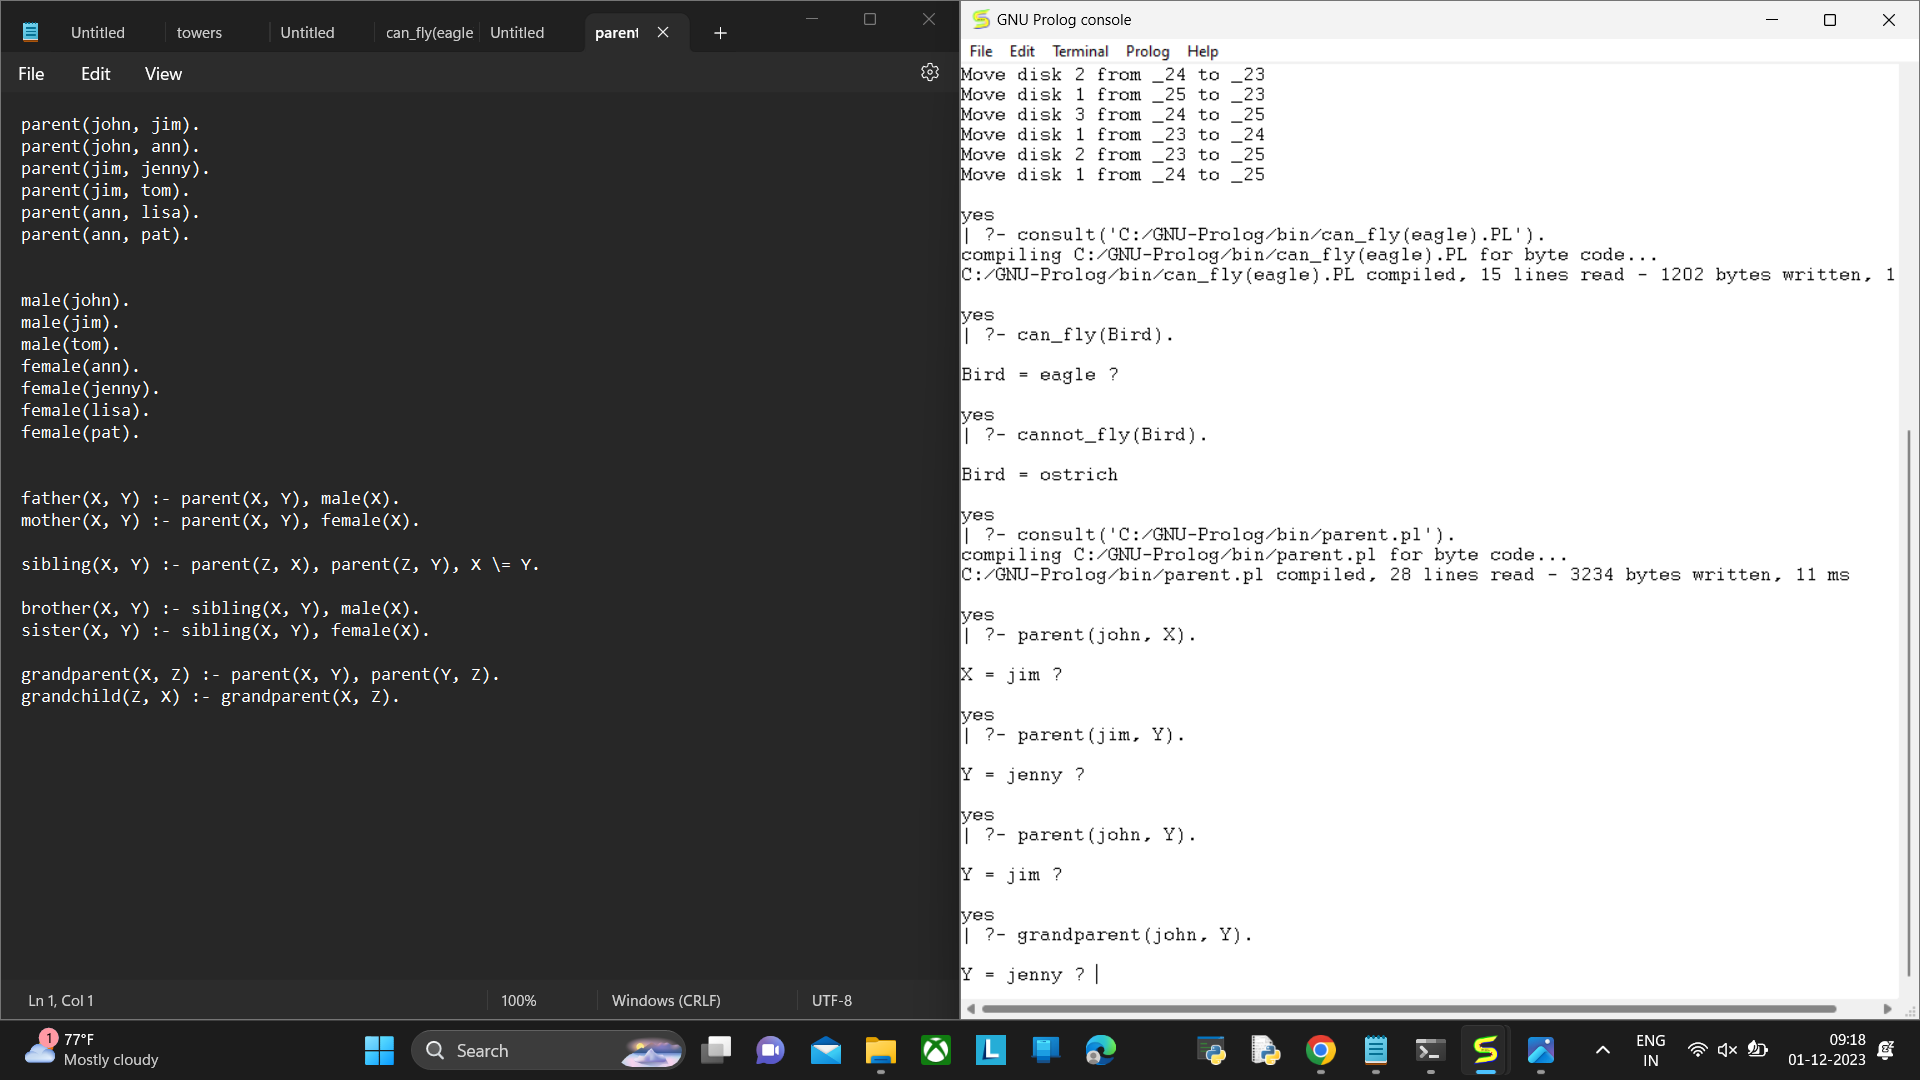 Untitled
towers
Untitled
can_fly(eagle
Untitled
parent
File Edit View
parent(john, jim).
parent(john, ann).
parent(jim, jenny).
parent(jim, tom).
parent(ann, lisa).
parent(ann, pat).
male(john).
male(jim).
male(tom).
female(ann).
female(jenny).
female(lisa).
female(pat).
father(X, Y) :- parent(X, Y), male(X).
mother(X, Y) :- parent(X, Y), female(X).
sibling(X, Y) :- parent(Z, X), parent(Z, Y), X \= Y.
brother(X, Y) :- sibling(X, Y), male(X).
sister(X, Y) :- sibling(X, Y), female(X).
grandparent(X, Z) :- parent(X, Y), parent(Y, Z).
grandchild(Z, X) :- grandparent(X, Z).
Ln 1, Col 1
100%
Windows (CRLF)
UTF-8
GNU Prolog console
File Edit Terminal Prolog Help
Move disk 2 from _24 to _23
Move disk 1 from _25 to _23
Move disk 3 from _24 to _25
Move disk 1 from _23 to _24
Move disk 2 from _23 to _25
Move disk 1 from _24 to _25
yes
| ?- consult('C:/GNU-Prolog/bin/can_fly(eagle).PL').
compiling C:/GNU-Prolog/bin/can_fly(eagle).PL for byte code...
C:/GNU-Prolog/bin/can_fly(eagle).PL compiled, 15 lines read - 1202 bytes written, 1
yes
| ?- can_fly(Bird).
Bird = eagle ?
yes
| ?- cannot_fly(Bird).
Bird = ostrich
yes
| ?- consult('C:/GNU-Prolog/bin/parent.pl').
compiling C:/GNU-Prolog/bin/parent.pl for byte code...
C:/GNU-Prolog/bin/parent.pl compiled, 28 lines read - 3234 bytes written, 11 ms
yes
| ?- parent(john, X).
X = jim ?
yes
| ?- parent(jim, Y).
Y = jenny ?
yes
| ?- parent(john, Y).
Y = jim ?
yes
| ?- grandparent(john, Y).
Y = jenny ?
1
77°F
Mostly cloudy
Search
ENG
IN
09:18
01-12-2023